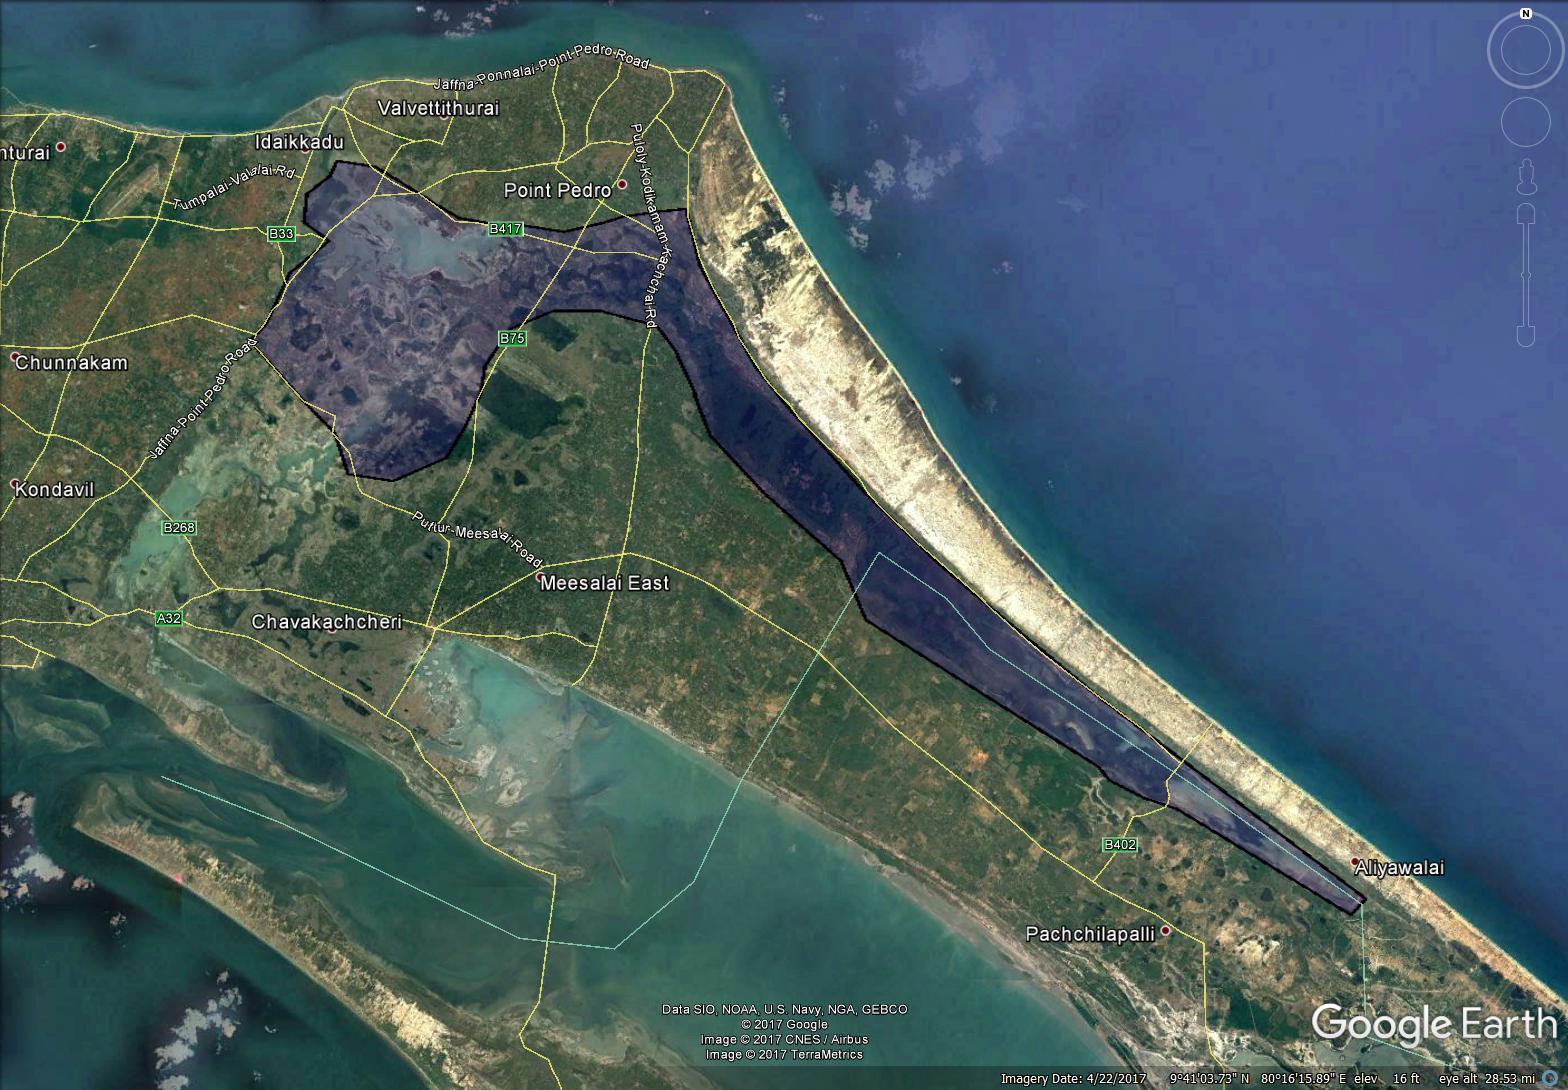 N
Jaffna-Ponnalai-Point-Pedro Road
Valvettithurai
Idaikkadu
nturai
Tumpalai-Valalai Rd
Puloly-Kodikamam-Kachchai-Rd
Point Pedro
B33
B417
B75
Chunnakam
Jaffna-Point-Pedro Road
Kondavil
B268
Puttur-Meesalai Road
Meesalai East
A32
Chavakachcheri
B402
Aliyawalai
Pachchilapalli
Data SIO, NOAA, U.S. Navy, NGA, GEBCO
© 2017 Google
Image © 2017 CNES / Airbus
Image © 2017 TerraMetrics
Google Earth
Imagery Date: 4/22/2017 9°41'03.73" N 80°16'15.89" E elev 16 ft eye alt 28.53 mi